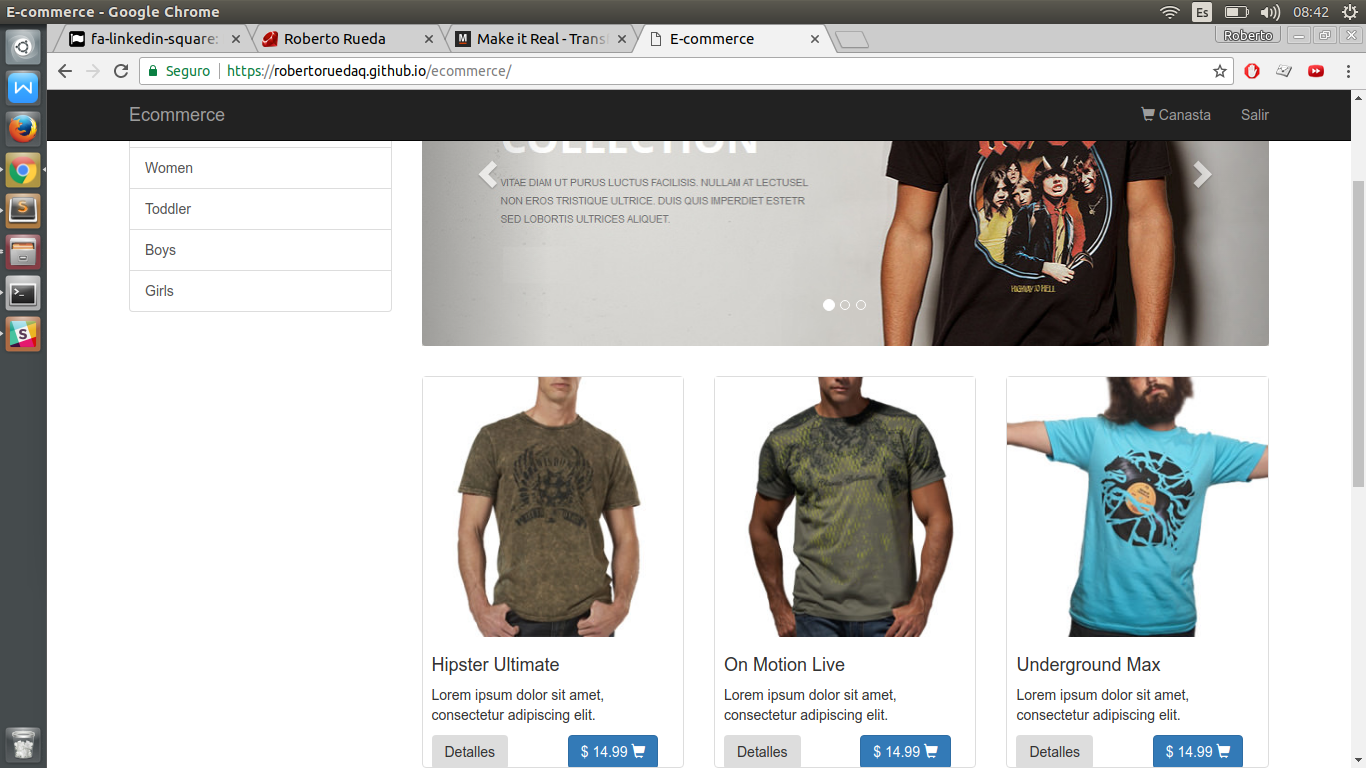 E-commerce - Google Chrome
Es
08:42
fa-linkedin-square:
Roberto Rueda
Make it Real - Trans
E-commerce
Roberto
Seguro
https://robertoruedaq.github.io/ecommerce/
Ecommerce
Canasta
Salir
Women
Toddler
Boys
Girls
COLLECTION
VITAE DIAM UT PURUS LUCTUS FACILISIS. NULLAM AT LECTUSEL
NON EROS TRISTIQUE ULTRICE. DUIS QUIS IMPERDIET ESTETR
SED LOBORTIS ULTRICES ALIQUET.
HIGHWAY TO HELL
Hipster Ultimate
Lorem ipsum dolor sit amet,
consectetur adipiscing elit.
Detalles
$ 14.99
On Motion Live
Lorem ipsum dolor sit amet,
consectetur adipiscing elit.
Detalles
$ 14.99
Underground Max
Lorem ipsum dolor sit amet,
consectetur adipiscing elit.
Detalles
$ 14.99